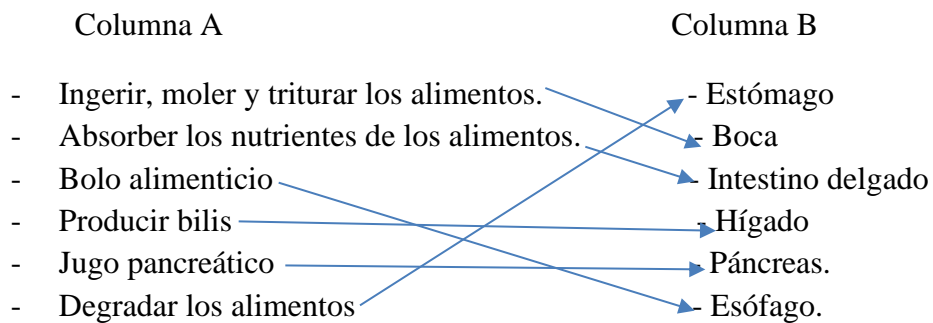 Columna A Columna B
- Ingerir, moler y triturar los alimentos. - Estómago
- Absorber los nutrientes de los alimentos. - Boca
- Bolo alimenticio - Intestino delgado
- Producir bilis - Hígado
- Jugo pancreático - Páncreas.
- Degradar los alimentos - Esófago.